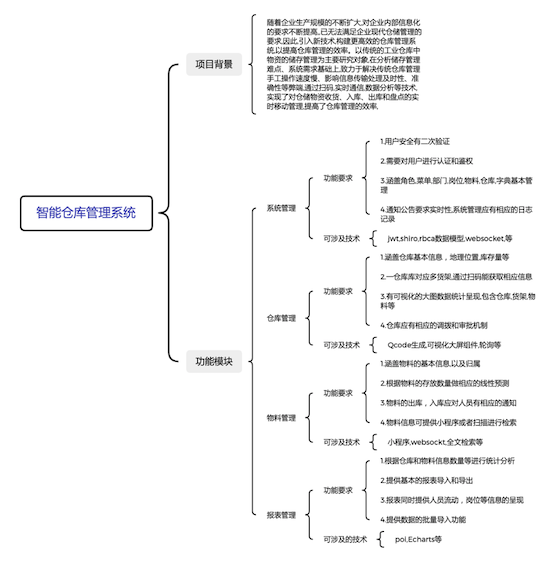 随着企业生产规模的不断扩大,对企业内部信息化
的要求不断提高,已无法满足企业现代仓储管理的
要求,因此,引入新技术,构建更高效的仓库管理系
统,以提高仓库管理的效率。以传统的工业仓库中
物资的储存管理为主要研究对象,在分析储存管理
难点、系统需求基础上,致力于解决传统仓库管理
手工操作速度慢、影响信息传输处理及时性、准
确性等弊端,通过扫码,实时通信,数据分析等技术,
实现了对仓储物资收货、入库、出库和盘点的实
时移动管理,提高了仓库管理的效率.
项目背景
智能仓库管理系统
功能模块
系统管理
功能要求
1.用户安全有二次验证
2.需要对用户进行认证和鉴权
3.涵盖角色,菜单,部门,岗位,物料,仓库,字典基本管
理
4.通知公告要求实时性,系统管理应有相应的日志
记录
可涉及技术
jwt,shiro,rbca数据模型,websocket,等
仓库管理
功能要求
1.涵盖仓库基本信息，地理位置,库存量等
2.一仓库库对应多货架,通过扫码能获取相应信息
3.有可视化的大图数据统计呈现,包含仓库,货架,物
料等
4.仓库应有相应的调拨和审批机制
可涉及技术
Qcode生成,可视化大屏组件,轮询等
物料管理
功能要求
1.涵盖物料的基本信息,以及归属
2.根据物料的存放数量做相应的线性预测
3.物料的出库，入库应对人员有相应的通知
4.物料信息可提供小程序或者扫描进行检索
可涉及技术
小程序,websockt,全文检索等
报表管理
功能要求
1.根据仓库和物料信息数量等进行统计分析
2.提供基本的报表导入和导出
3.报表同时提供人员流动，岗位等信息的呈现
4.提供数据的批量导入功能
可涉及的技术
poi,Echarts等